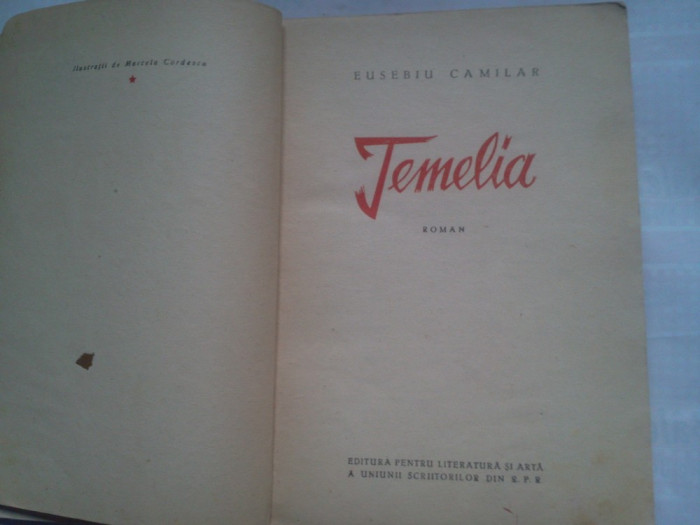 Ilustrații de Marcela Cordescu
EUSEBIU CAMILAR
Temelia
ROMAN
EDITURA PENTRU LITERATURĂ ȘI ARTĂ
A UNIUNII SCRIITORILOR DIN R. P. R.